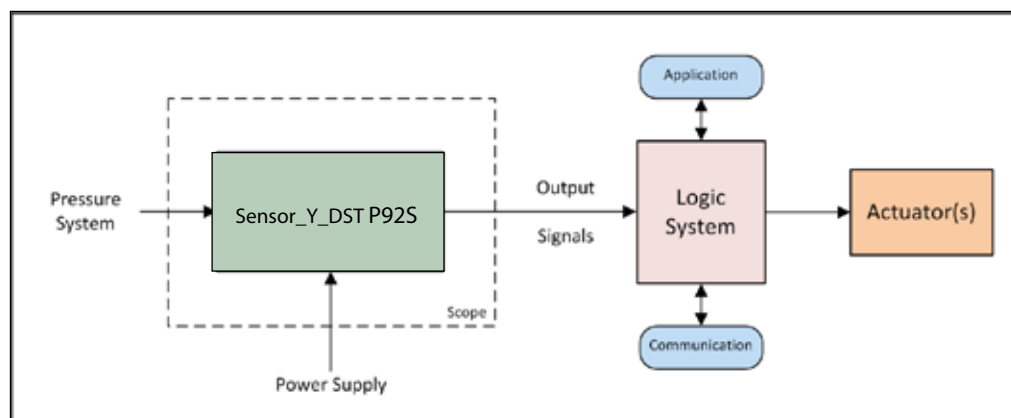 Application
Pressure
System
Sensor_Y_DST P92S
Output
Signals
Logic
System
Actuator(s)
Scope
Communication
Power Supply